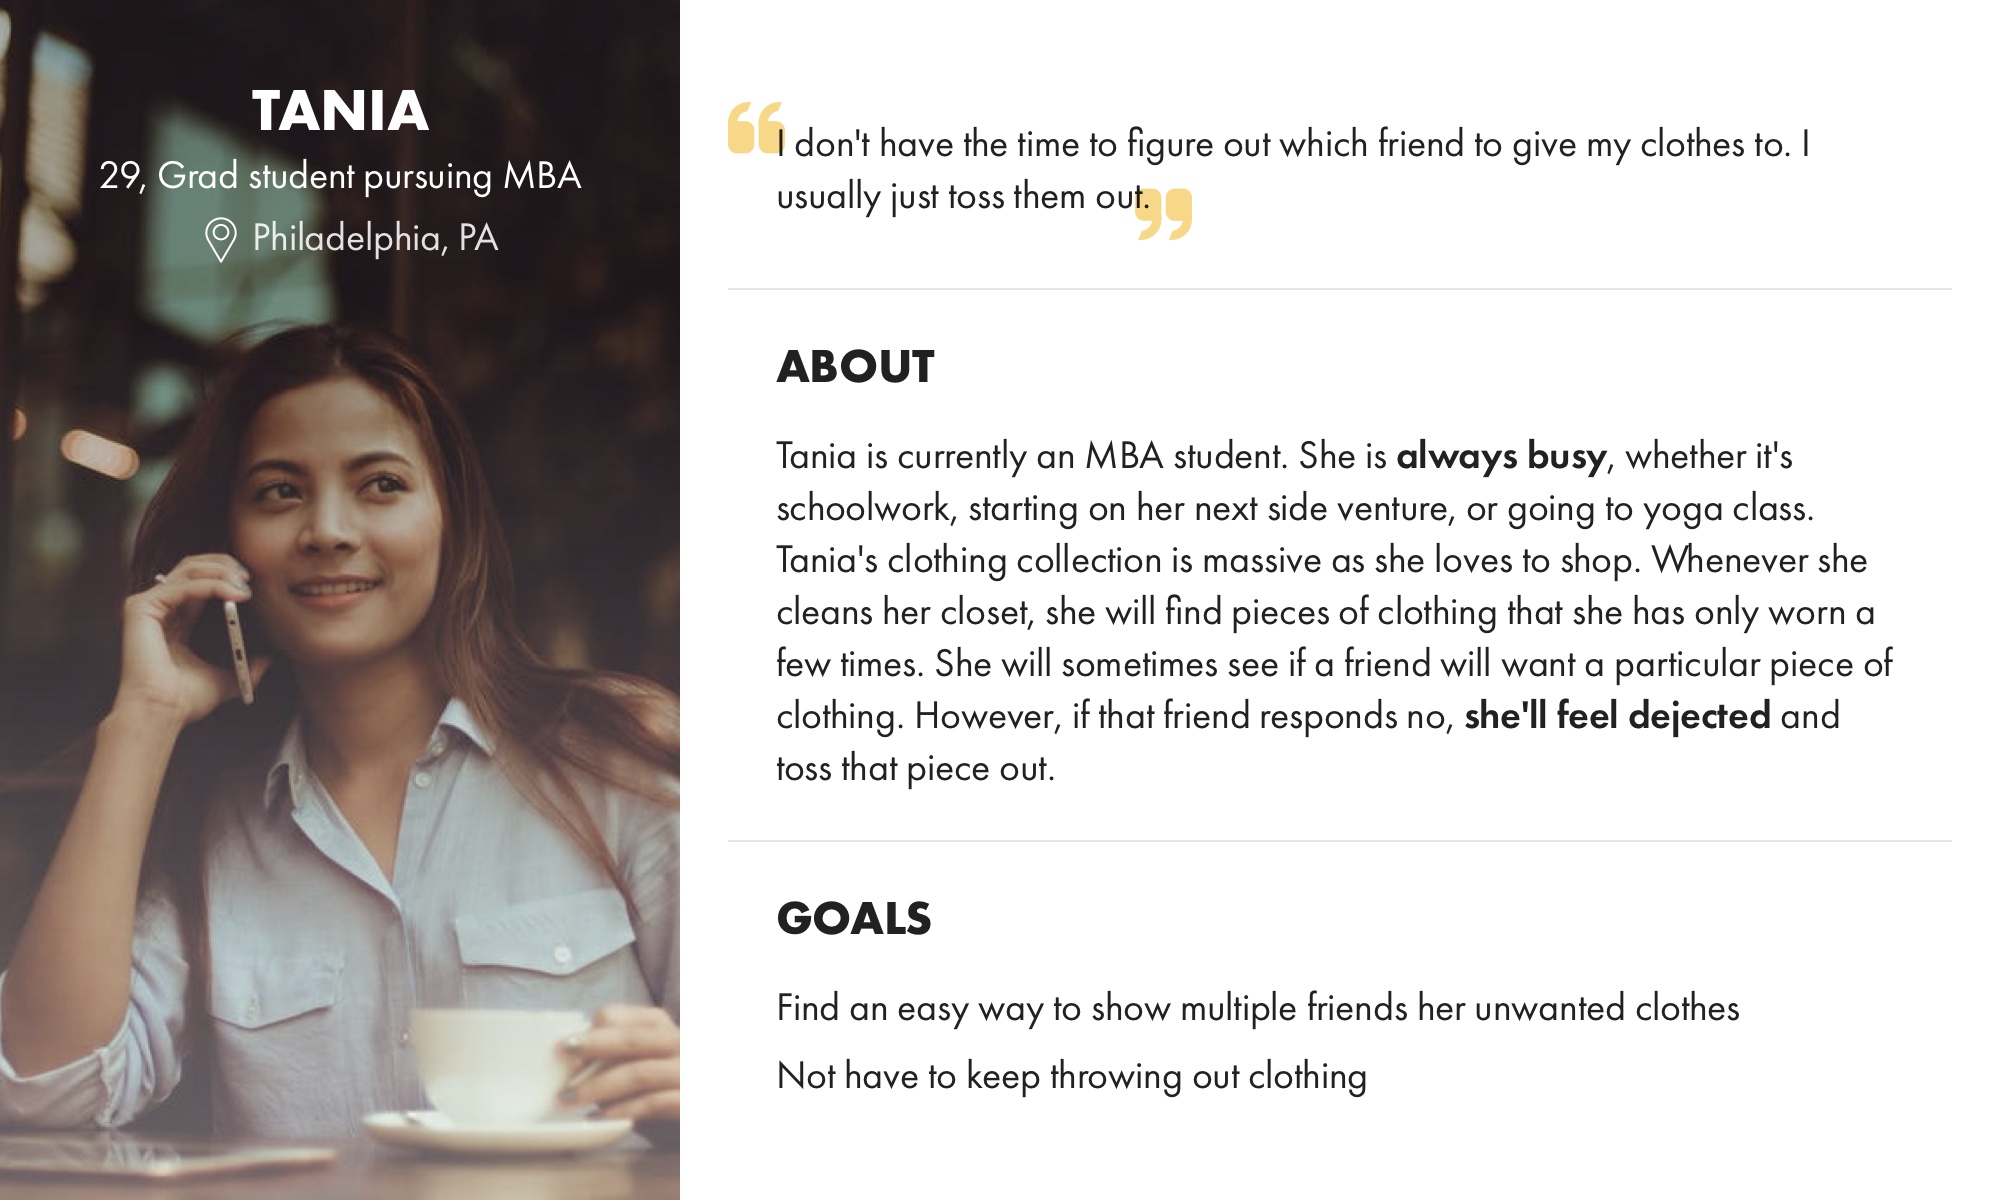 TANIA
29, Grad student pursuing MBA
Philadelphia, PA
I don't have the time to figure out which friend to give my clothes to. I
usually just toss them out.
ABOUT
Tania is currently an MBA student. She is always busy, whether it's
schoolwork, starting on her next side venture, or going to yoga class.
Tania's clothing collection is massive as she loves to shop. Whenever she
cleans her closet, she will find pieces of clothing that she has only worn a
few times. She will sometimes see if a friend will want a particular piece of
clothing. However, if that friend responds no, she'll feel dejected and
toss that piece out.
GOALS
Find an easy way to show multiple friends her unwanted clothes
Not have to keep throwing out clothing